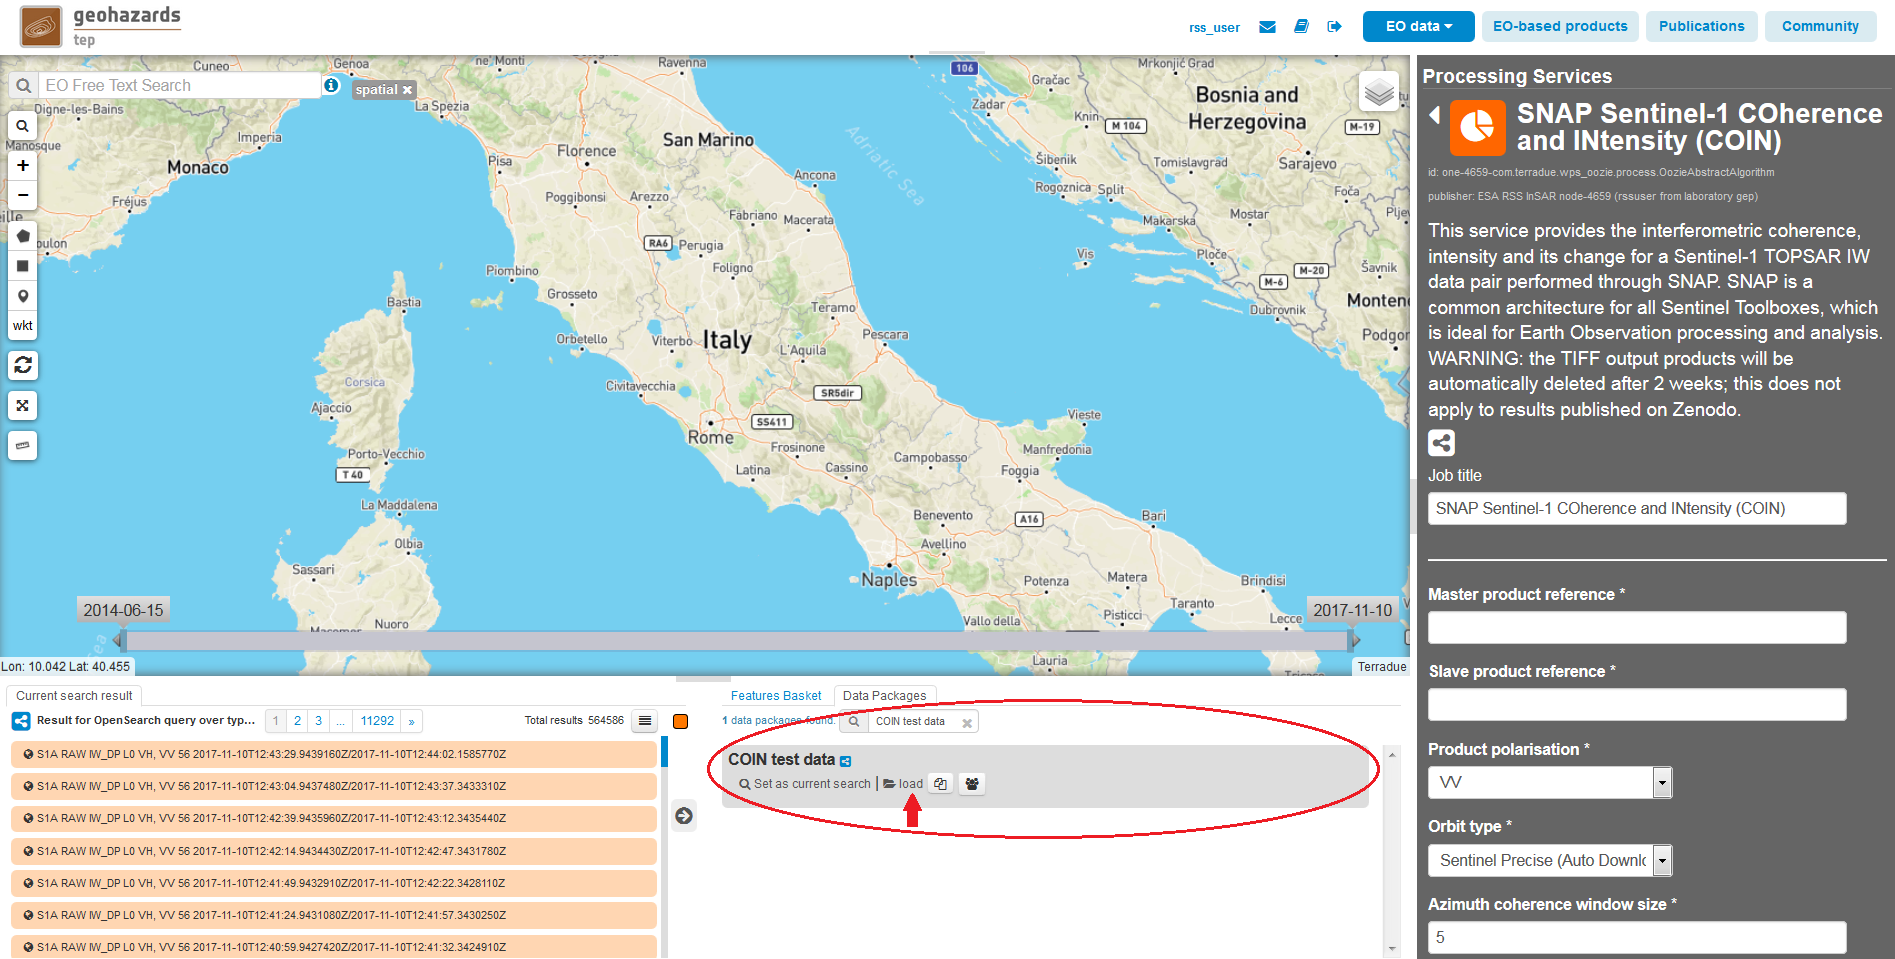 geohazards
tep
rss_user
EO data
EO-based products
Publications
Community
EO Free Text Search
spatial
wkt
Cuneo
Genoa
ne' Monti
Bologna
Ravenna
Digne-les-Bains
La Spezia
Manosque
Imperia
Monaco
Fréjus
Toulon
Pisa
Florence
San Marino
Ancona
Poggibonsi
Arezzo
Fabriano
Macerata
RA6
Perugia
Foligno
Piombino
Grosseto
Bastia
Orbetello
Viterbo
Italy
Teramo
Pescara
L'Aquila
Corsica
Civitavecchia
SR5dir
Ajaccio
SS411
Rome
Frosinone
Latina
Cassino
Campobasso
Vieste
Manfredonia
Foggia
Porto-Vecchio
T 40
La Maddalena
Benevento
A16
Bari
Avellino
Olbia
Sassari
Naples
Potenza
Matera
Brindisi
Taranto
Pisticci
Lecce
Nuoro
Macomer
Vallo della
Lauria
Tricase
Adriatic Sea
106
Gračac
Zadar
Mrkonjić Grad
Bosnia and
Herzegovina
Knin
M 104
M-19
Šibenik
Tomislavgrad
Sarajevo
Rogoznica
Split
Foča
Makarska
Mostar
Vis
Ploče
M-20
M-6
Dubrovnik
Podgor
2014-06-15
2017-11-10
Lon: 10.042 Lat: 40.455
Terradue
Current search result
Result for OpenSearch query over typ...
1 2 3 ... 11292 »
Total results 564586
S1A RAW IW_DP L0 VH, VV 56 2017-11-10T12:43:29.9439160Z/2017-11-10T12:44:02.1585770Z
S1A RAW IW_DP L0 VH, VV 56 2017-11-10T12:43:04.9437480Z/2017-11-10T12:43:37.3433310Z
S1A RAW IW_DP L0 VH, VV 56 2017-11-10T12:42:39.9435960Z/2017-11-10T12:43:12.3435440Z
S1A RAW IW_DP L0 VH, VV 56 2017-11-10T12:42:14.9434430Z/2017-11-10T12:42:47.3431780Z
S1A RAW IW_DP L0 VH, VV 56 2017-11-10T12:41:49.9432910Z/2017-11-10T12:42:22.3428110Z
S1A RAW IW_DP L0 VH, VV 56 2017-11-10T12:41:24.9431080Z/2017-11-10T12:41:57.3430250Z
S1A RAW IW_DP L0 VH, VV 56 2017-11-10T12:40:59.9427420Z/2017-11-10T12:41:32.3424910Z
Features Basket
Data Packages
1 data packages found.
COIN test data
COIN test data
Set as current search | load
Processing Services
SNAP Sentinel-1 COherence
and INtensity (COIN)
id: one-4659-com.terradue.wps_oozie.process.OozieAbstractAlgorithm
publisher: ESA RSS InSAR node-4659 (rssuser from laboratory gep)
This service provides the interferometric coherence,
intensity and its change for a Sentinel-1 TOPSAR IW
data pair performed through SNAP. SNAP is a
common architecture for all Sentinel Toolboxes, which
is ideal for Earth Observation processing and analysis.
WARNING: the TIFF output products will be
automatically deleted after 2 weeks; this does not
apply to results published on Zenodo.
Job title
SNAP Sentinel-1 COherence and INtensity (COIN)
Master product reference *
Slave product reference *
Product polarisation *
VV
Orbit type *
Sentinel Precise (Auto Downlo
Azimuth coherence window size *
5